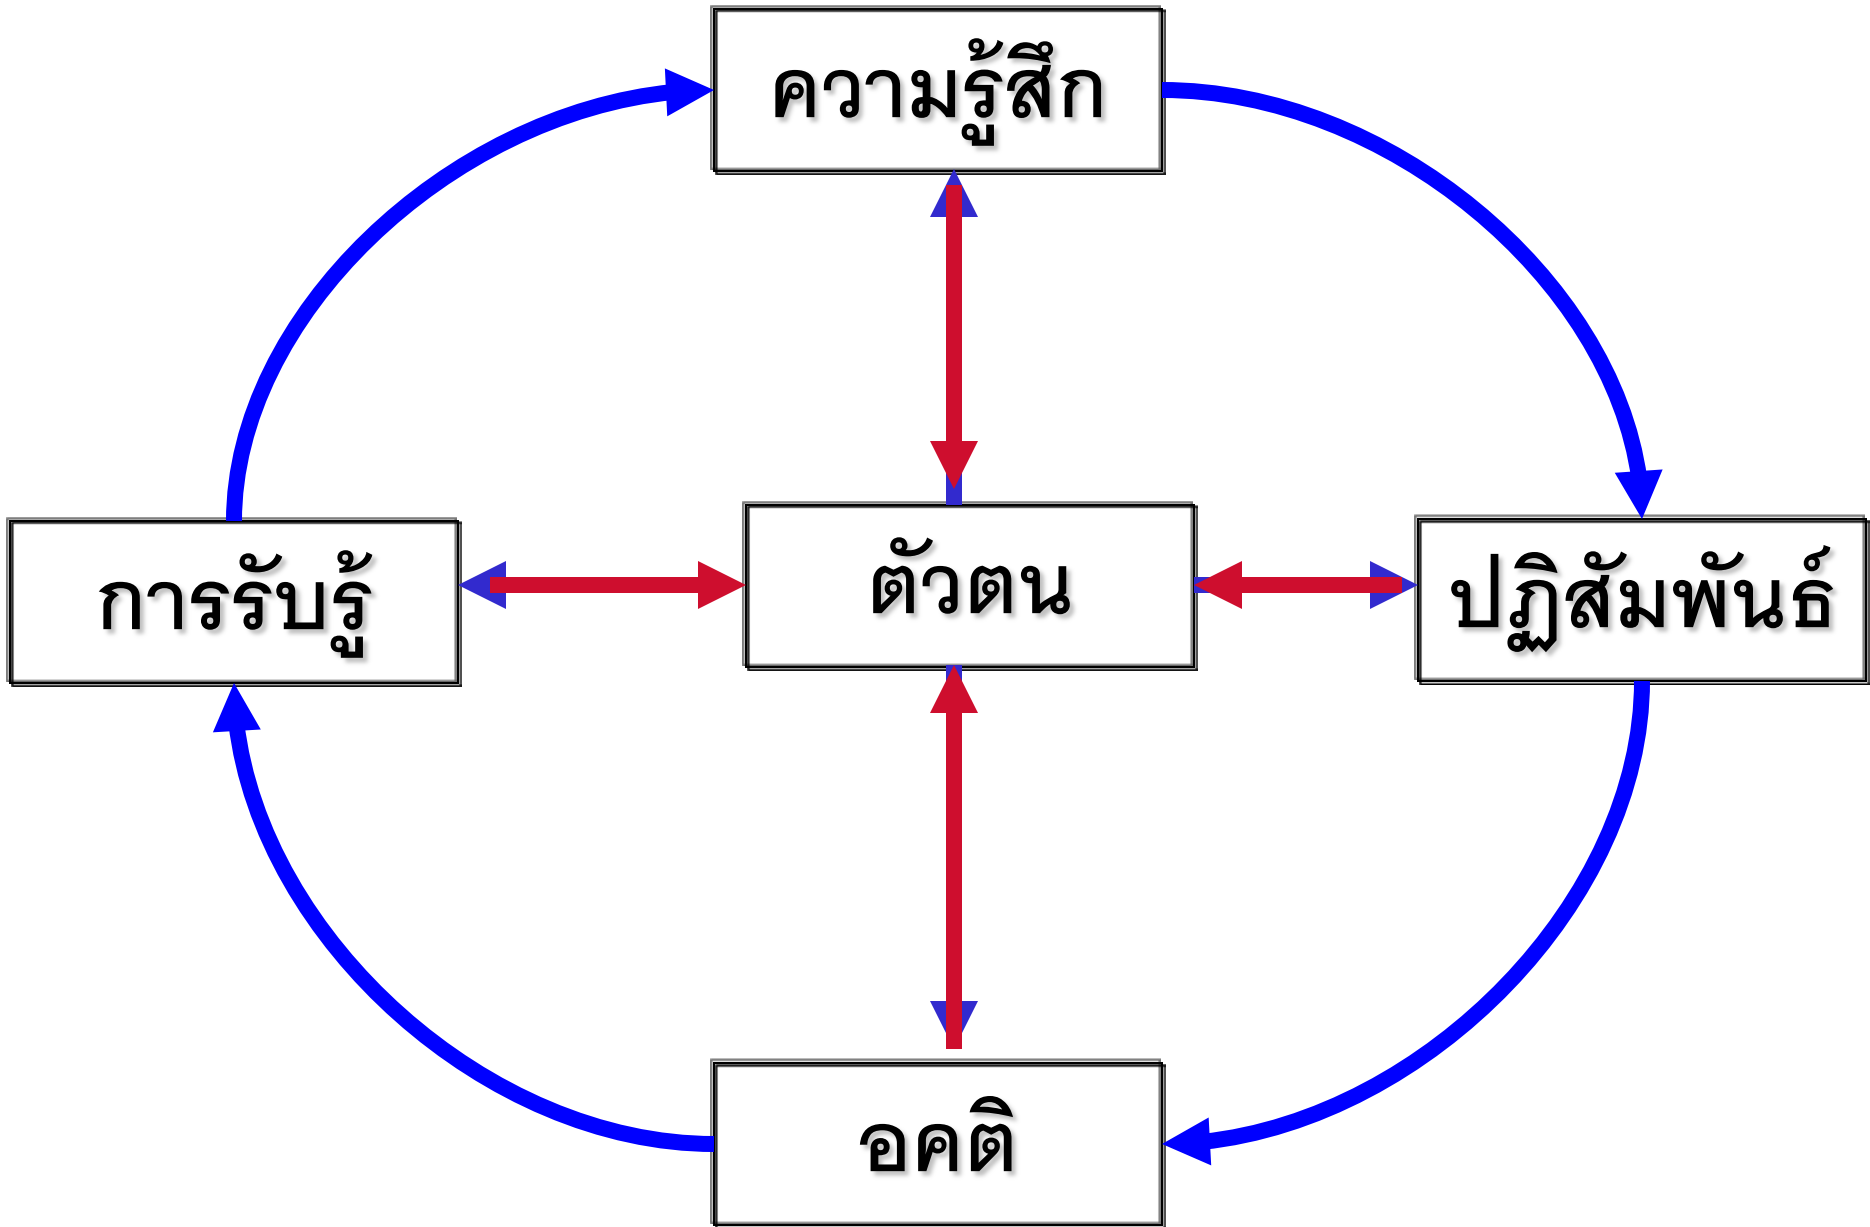 ความรู้สึก
การรับรู้
ตัวตน
ปฏิสัมพันธ์
อคติ